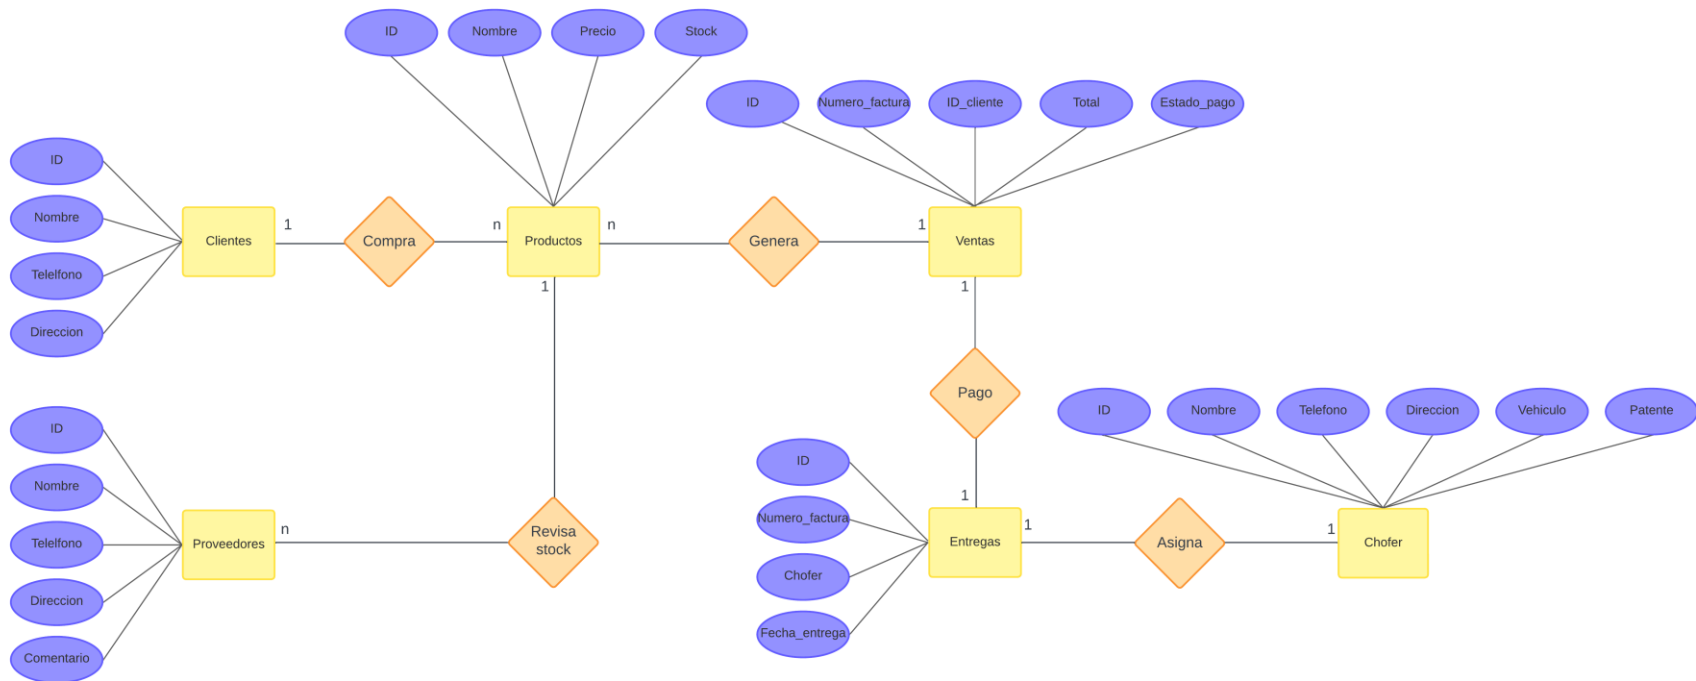 ID
Nombre
Precio
Stock
ID
Numero_factura
ID_cliente
Total
Estado_pago
ID
Nombre
Telelfono
Direccion
Clientes
1
Compra
n
Productos
n
Genera
1
Ventas
1
1
Pago
ID
Nombre
Telefono
Direccion
Vehiculo
Patente
ID
Nombre
Telelfono
Direccion
Comentario
Proveedores
n
Revisa
stock
ID
Numero_factura
Chofer
Fecha_entrega
1
Entregas
1
Asigna
1
Chofer